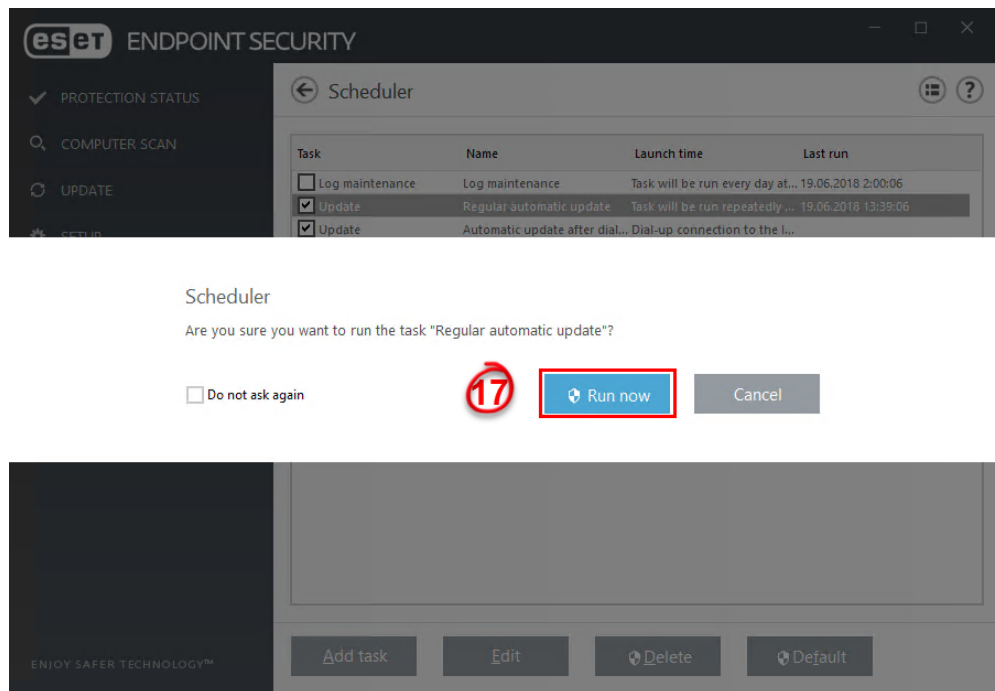 eset ENDPOINT SECURITY
PROTECTION STATUS
COMPUTER SCAN
UPDATE
SETUP
Scheduler
?
Task Name Launch time Last run
Log maintenance Log maintenance Task will be run every day at... 19.06.2018 2:00:06
Update Regular automatic update Task will be run repeatedly ... 19.06.2018 13:39:06
Update Automatic update after dial... Dial-up connection to the I...
Scheduler
Are you sure you want to run the task "Regular automatic update"?
Do not ask again
17
Run now
Cancel
Add task
Edit
Delete
Default
ENJOY SAFER TECHNOLOGY™